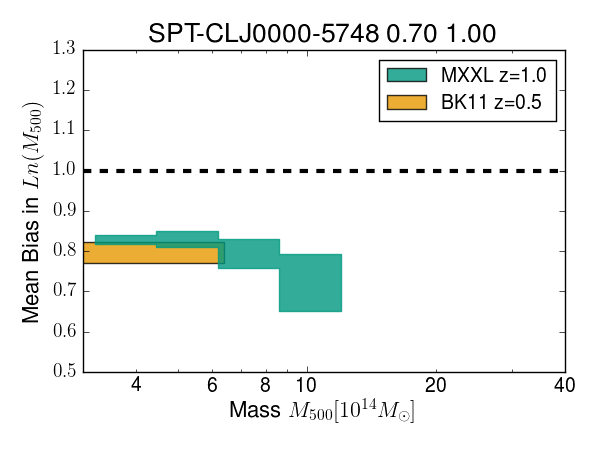 SPT-CLJ0000-5748 0.70 1.00
MXXL z=1.0
BK11 z=0.5
Mean Bias in Ln(M₅₀₀)
1.3
1.2
1.1
1.0
0.9
0.8
0.7
0.6
0.5
4 6 8 10 20 40
Mass M₅₀₀[10¹⁴M☉]